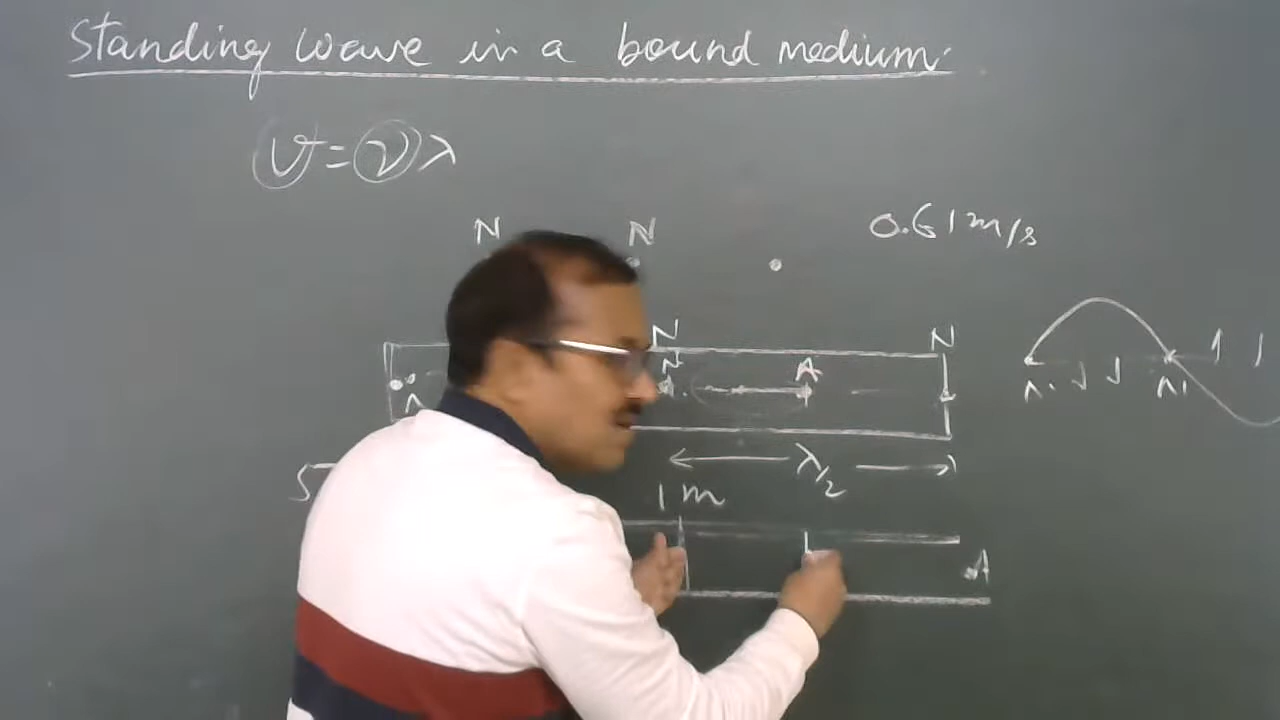 Standing wave in a bound medium.
ν = ν λ
N N
0.61 m/s
N N
N A
λ/2
1 m
A